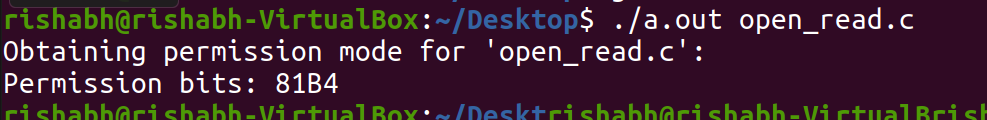 rishabh@rishabh-VirtualBox:~/Desktop$ ./a.out open_read.c
Obtaining permission mode for 'open_read.c':
Permission bits: 81B4
rishabh@rishabh-VirtualBox:~/Desktrishabh@rishabh-VirtualBrish